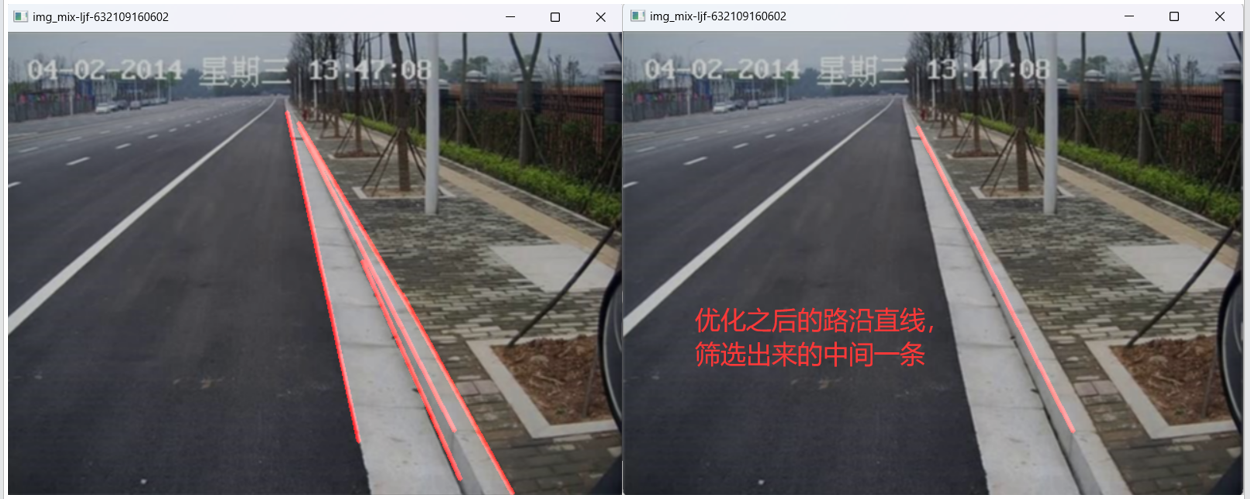 img_mix-ljf-632109160602
img_mix-ljf-632109160602
04-02-2014 星期三 13:47:08
04-02-2014 星期三 13:47:08
优化之后的路沿直线，
筛选出来的中间一条